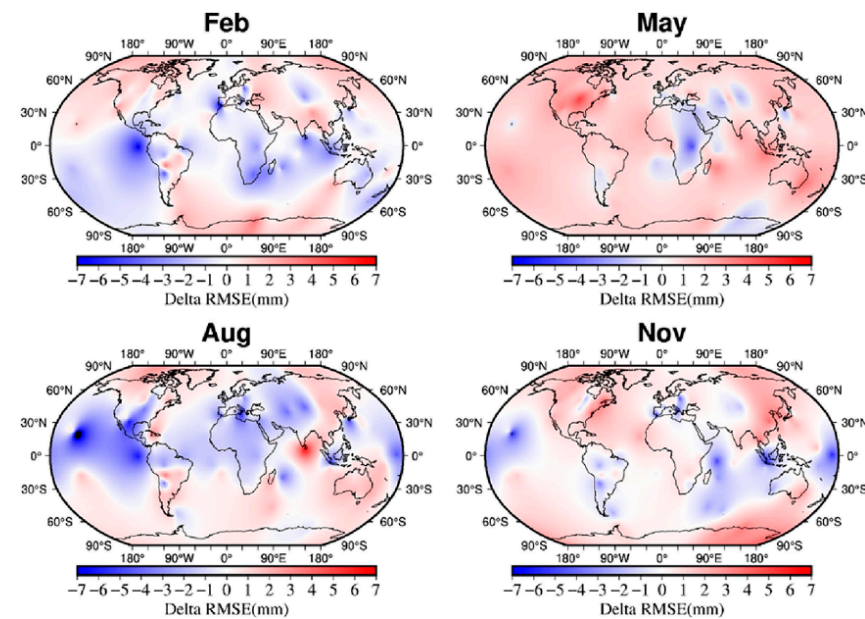 Feb
180° 90°W 0° 90°E 180°
90°N
60°N 60°N
30°N 30°N
0° 0°
30°S 30°S
60°S 60°S
90°S 90°S
180° 90°W 0° 90°E 180°
−7 −6 −5 −4 −3 −2 −1 0 1 2 3 4 5 6 7
Delta RMSE(mm)
May
180° 90°W 0° 90°E 180°
90°N
60°N 60°N
30°N 30°N
0° 0°
30°S 30°S
60°S 60°S
90°S 90°S
180° 90°W 0° 90°E 180°
−7 −6 −5 −4 −3 −2 −1 0 1 2 3 4 5 6 7
Delta RMSE(mm)
Aug
180° 90°W 0° 90°E 180°
90°N
60°N 60°N
30°N 30°N
0° 0°
30°S 30°S
60°S 60°S
90°S 90°S
180° 90°W 0° 90°E 180°
−7 −6 −5 −4 −3 −2 −1 0 1 2 3 4 5 6 7
Delta RMSE(mm)
Nov
180° 90°W 0° 90°E 180°
90°N
60°N 60°N
30°N 30°N
0° 0°
30°S 30°S
60°S 60°S
90°S 90°S
180° 90°W 0° 90°E 180°
−7 −6 −5 −4 −3 −2 −1 0 1 2 3 4 5 6 7
Delta RMSE(mm)